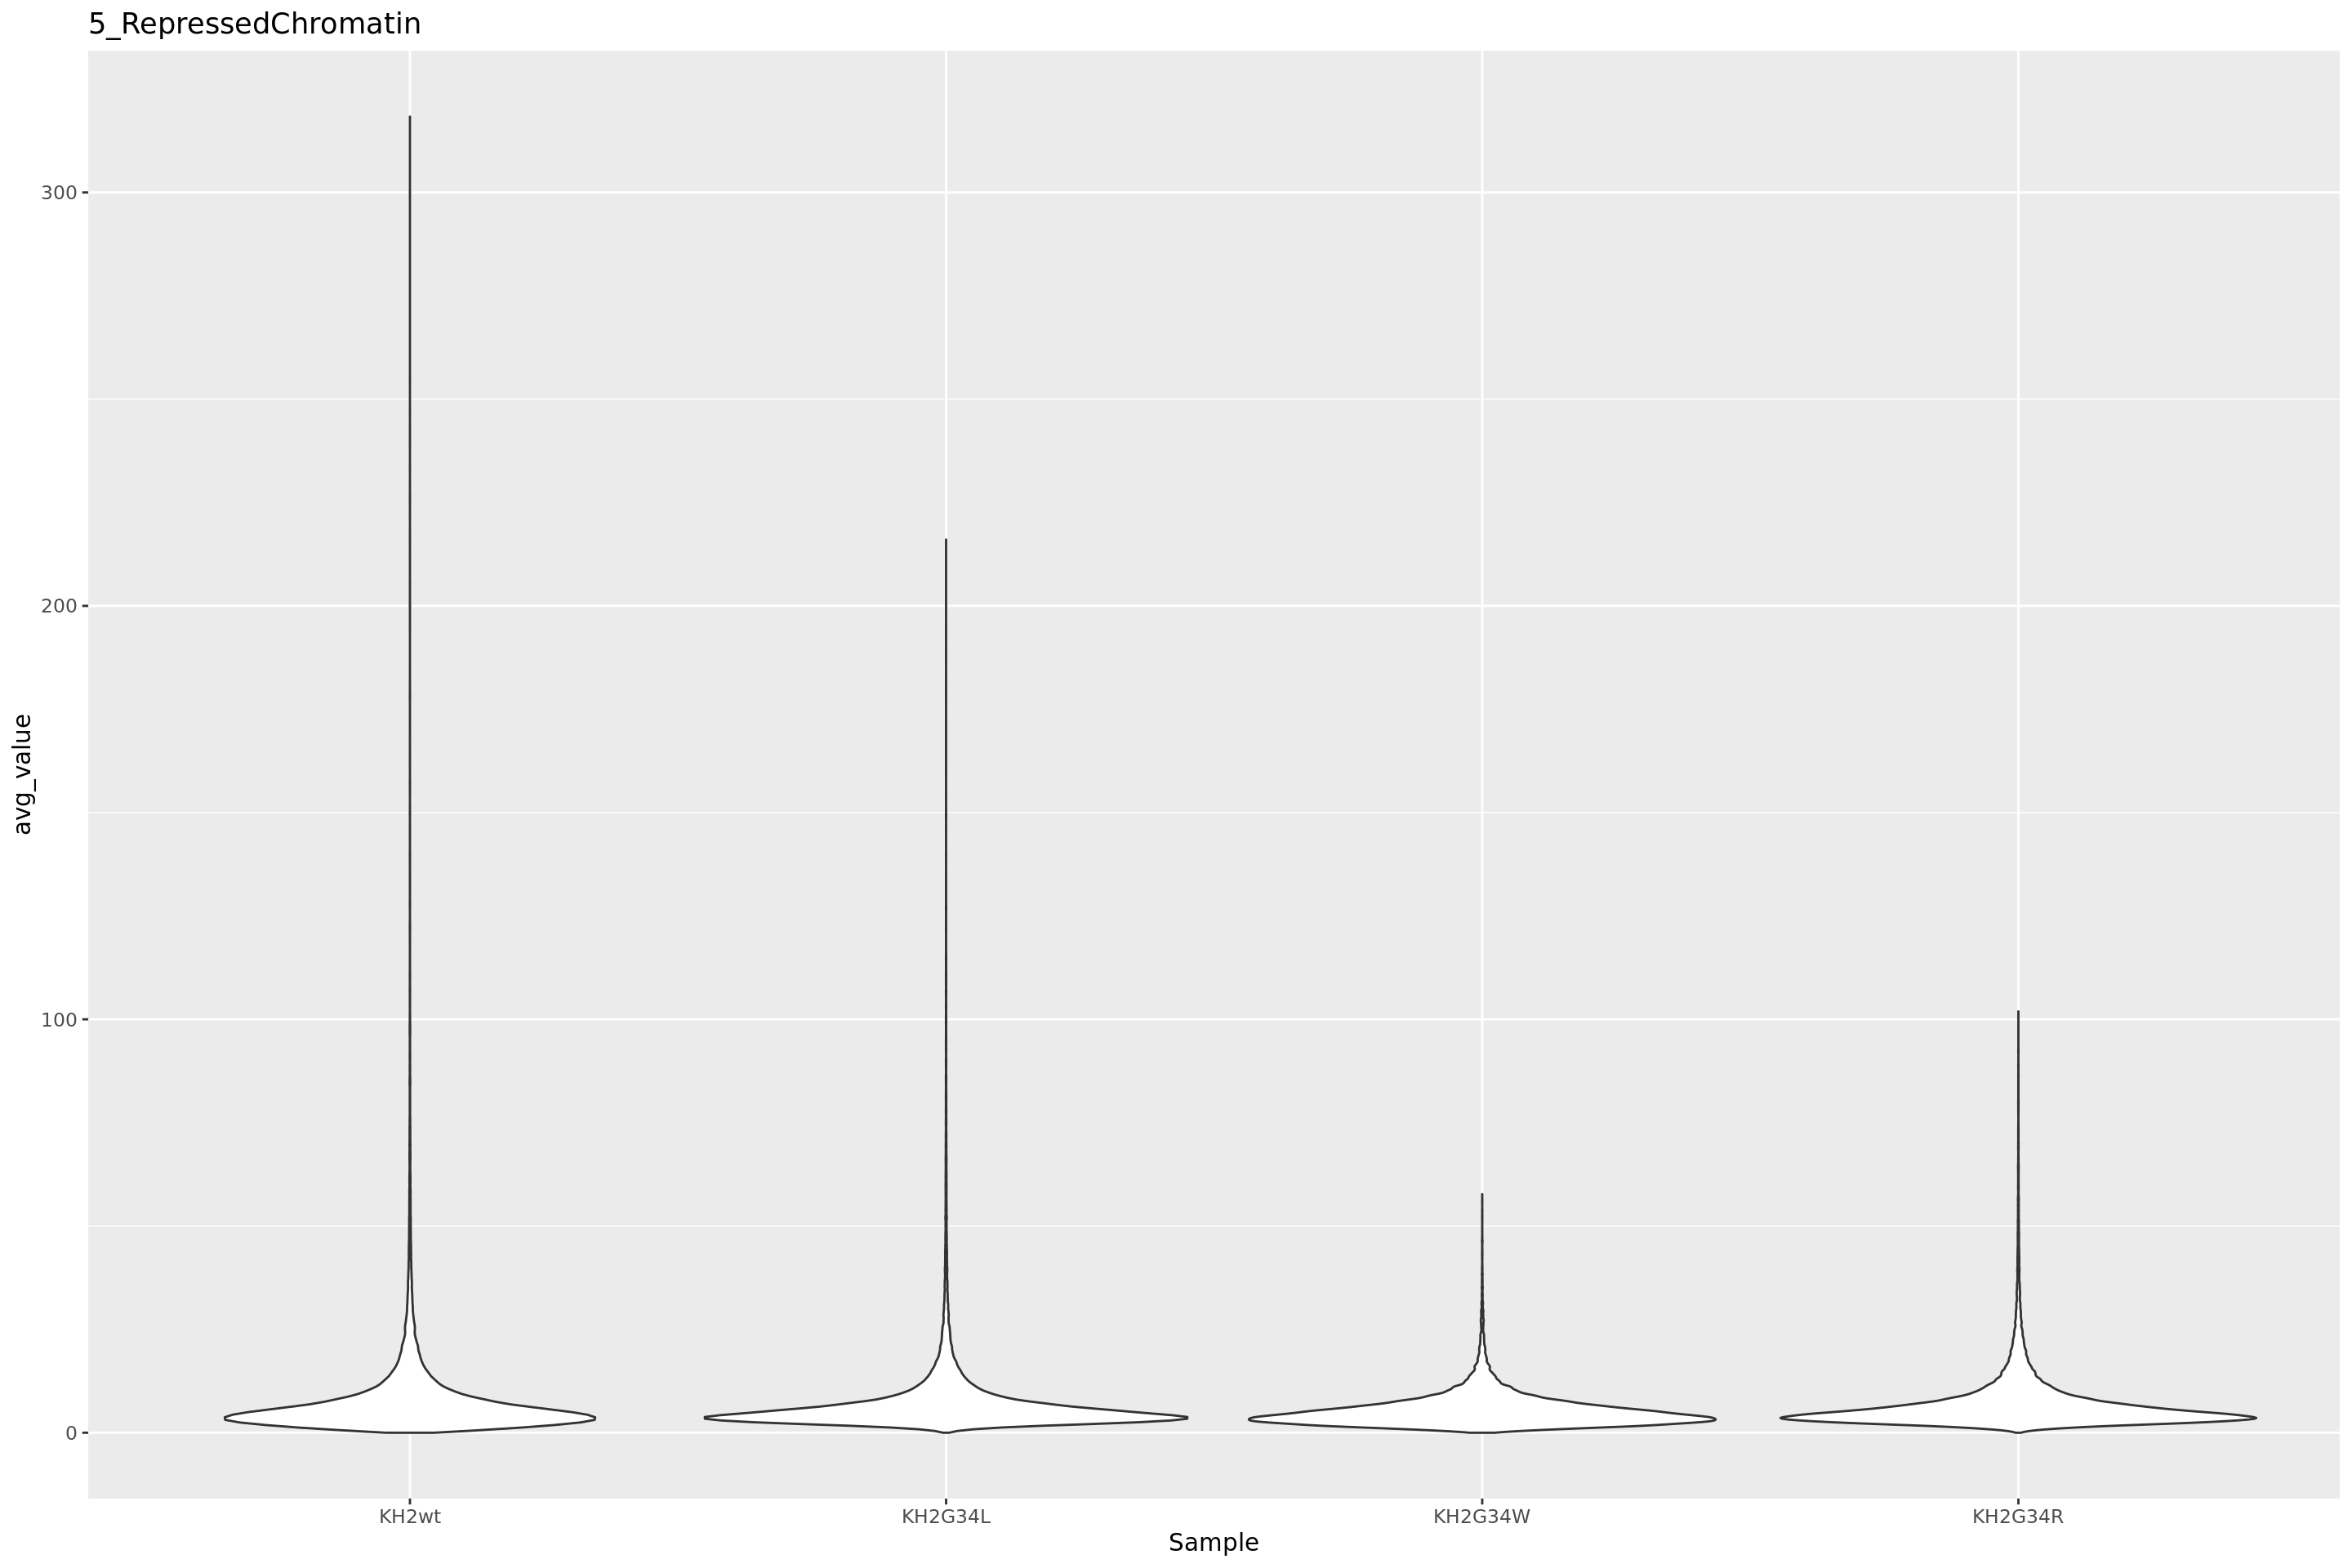 5_RepressedChromatin
300
200
100
0
avg_value
KH2wt
KH2G34L
KH2G34W
KH2G34R
Sample